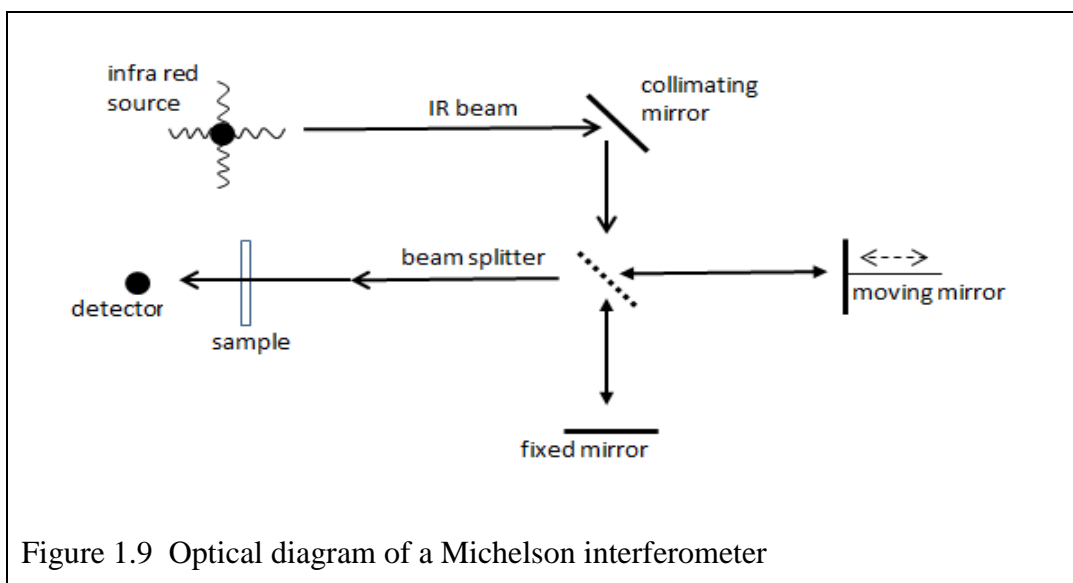 infra red
source
IR beam
collimating
mirror
beam splitter
moving mirror
detector
sample
fixed mirror
Figure 1.9 Optical diagram of a Michelson interferometer